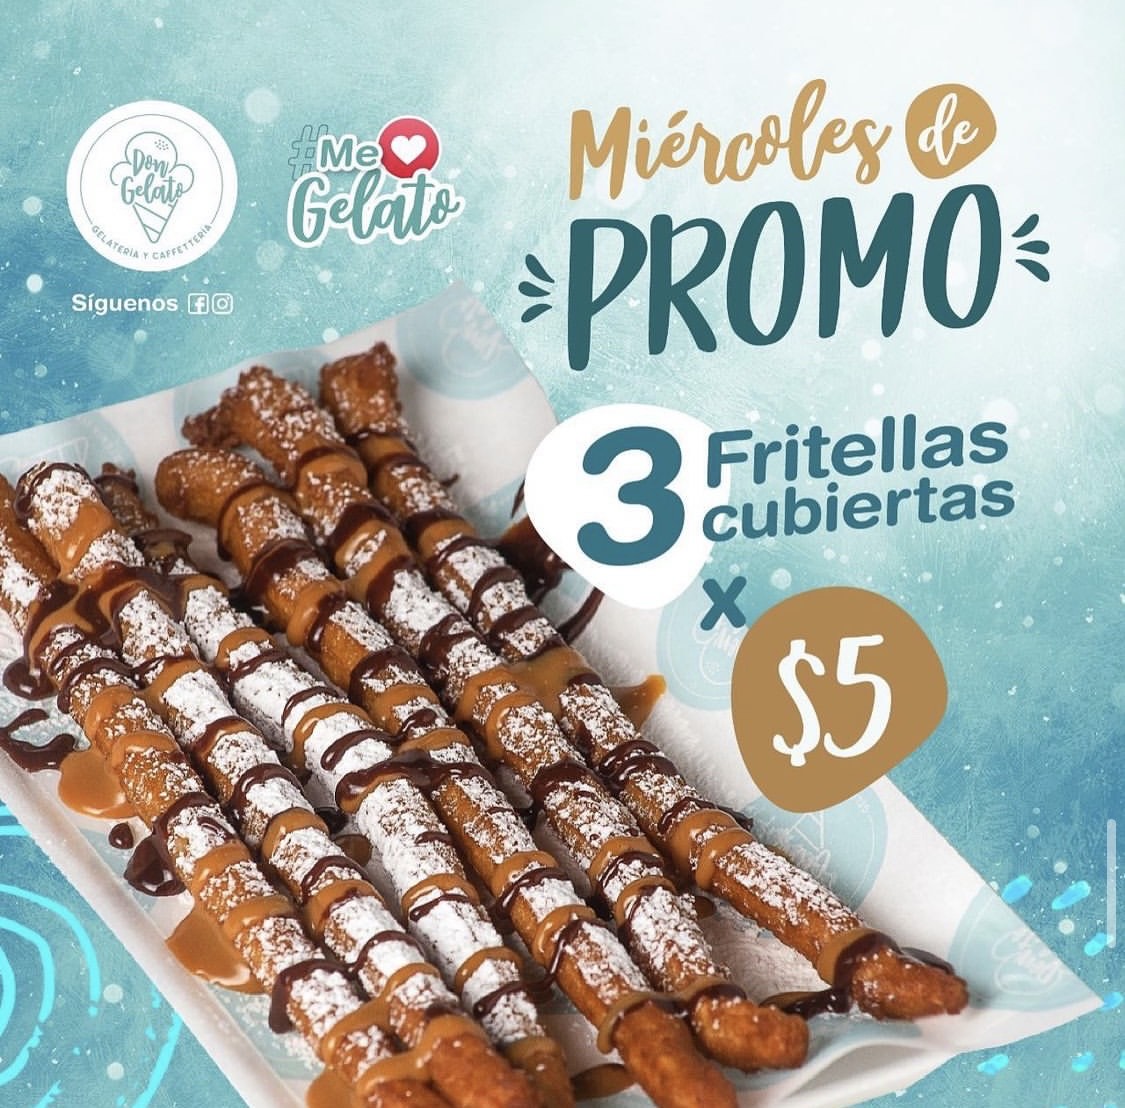 Don
Gelato
GELATERÍA Y CAFFETTERÍA
Síguenos
#Me
Gelato
Miércoles de
PROMO
3 Fritellas
cubiertas
x
$5